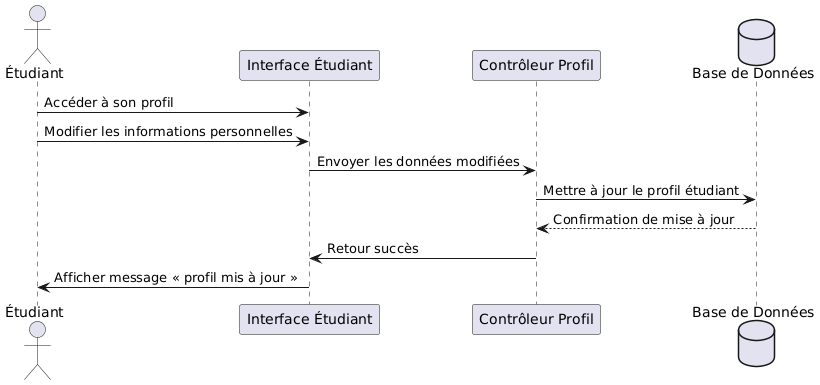 Étudiant
Interface Étudiant
Contrôleur Profil
Base de Données
Accéder à son profil
Modifier les informations personnelles
Envoyer les données modifiées
Mettre à jour le profil étudiant
Confirmation de mise à jour
Retour succès
Afficher message « profil mis à jour »
Étudiant
Interface Étudiant
Contrôleur Profil
Base de Données